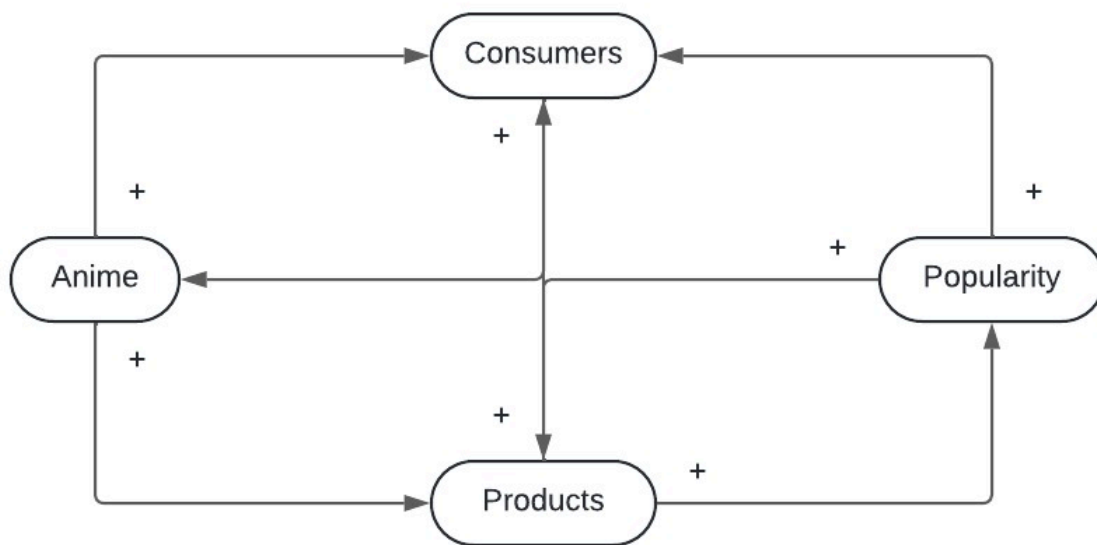 Consumers
+
+
+
+
Anime
Popularity
+
+
+
Products